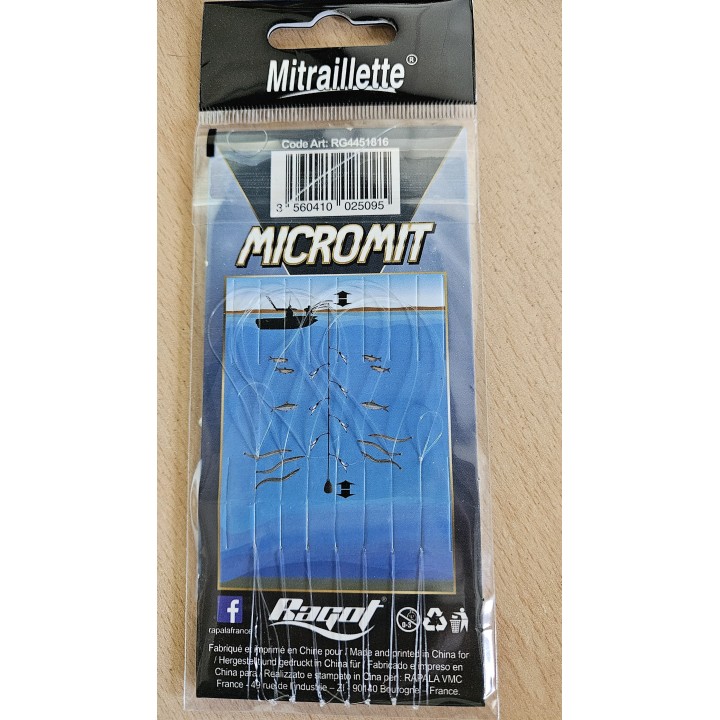 Mitraillette®
Code Art: RG4451816
3 560410 025095
MICROMIT
Ragot®
0-3
rapalafrance
Fabriqué et imprimé en Chine pour / Made and printed in China for
/ Hergestellt und gedruckt in China für / Fabricado e impreso en
China para / Realizzato e stampato in Cina per : RAPALA VMC
France - 49 rue de l'industrie – ZI - 90140 Bourogne - France.